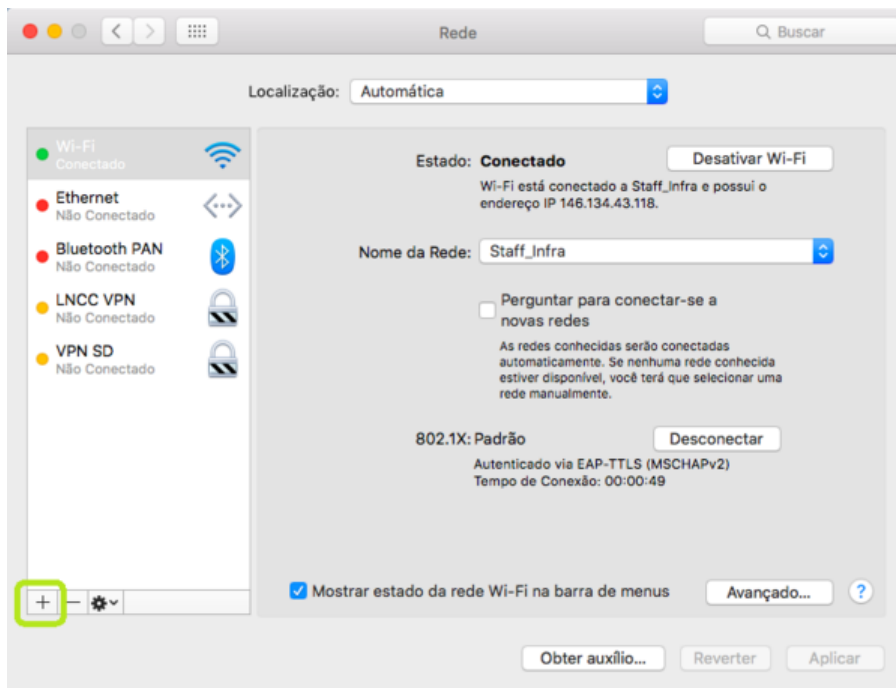 Rede
Buscar
Localização: Automática
Wi-Fi
Conectado
Ethernet
Não Conectado
Bluetooth PAN
Não Conectado
LNCC VPN
Não Conectado
VPN SD
Não Conectado
Estado: Conectado
Desativar Wi-Fi
Wi-Fi está conectado a Staff_Infra e possui o
endereço IP 146.134.43.118.
Nome da Rede: Staff_Infra
Perguntar para conectar-se a
novas redes
As redes conhecidas serão conectadas
automaticamente. Se nenhuma rede conhecida
estiver disponível, você terá que selecionar uma
rede manualmente.
802.1X: Padrão
Desconectar
Autenticado via EAP-TTLS (MSCHAPv2)
Tempo de Conexão: 00:00:49
Mostrar estado da rede Wi-Fi na barra de menus
Avançado...
?
Obter auxílio...
Reverter
Aplicar